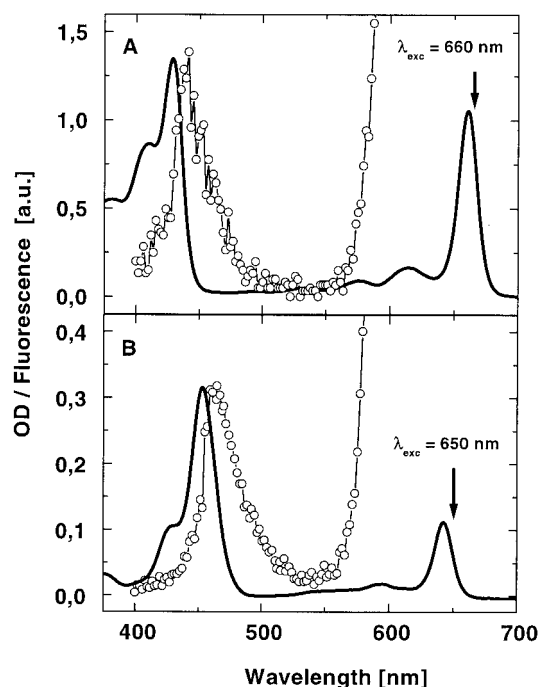 1,5
A
λexc = 660 nm
1,0
0,5
0,0
OD / Fluorescence [a.u.]
0,4
B
0,3
λexc = 650 nm
0,2
0,1
0,0
400 500 600 700
Wavelength [nm]